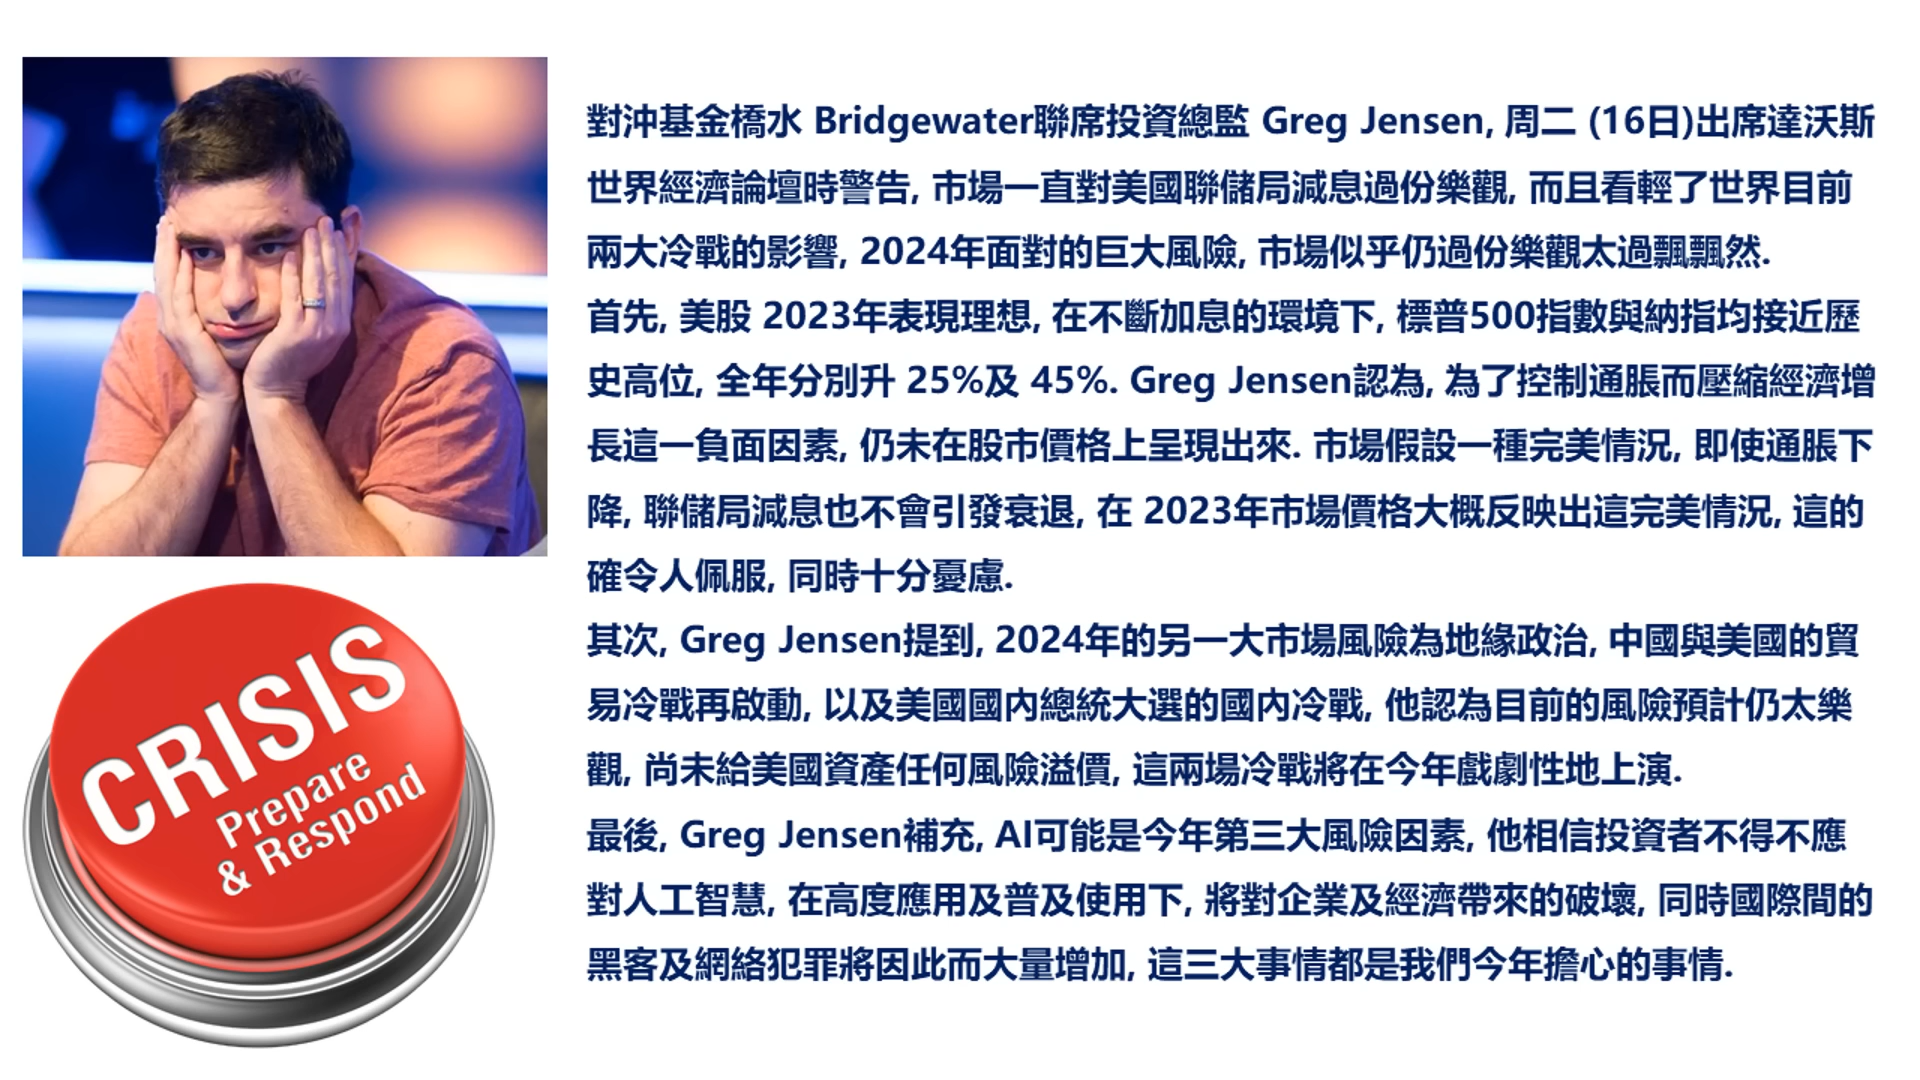 對沖基金橋水 Bridgewater聯席投資總監 Greg Jensen, 周二 (16日)出席達沃斯
世界經濟論壇時警告, 市場一直對美國聯儲局減息過份樂觀, 而且看輕了世界目前
兩大冷戰的影響, 2024年面對的巨大風險, 市場似乎仍過份樂觀太過飄飄然.
首先, 美股 2023年表現理想, 在不斷加息的環境下, 標普500指數與納指均接近歷
史高位, 全年分別升 25%及 45%. Greg Jensen認為, 為了控制通脹而壓縮經濟增
長這一負面因素, 仍未在股市價格上呈現出來. 市場假設一種完美情況, 即使通脹下
降, 聯儲局減息也不會引發衰退, 在 2023年市場價格大概反映出這完美情況, 這的
確令人佩服, 同時十分憂慮.
其次, Greg Jensen提到, 2024年的另一大市場風險為地緣政治, 中國與美國的貿
易冷戰再啟動, 以及美國國內總統大選的國內冷戰, 他認為目前的風險預計仍太樂
觀, 尚未給美國資產任何風險溢價, 這兩場冷戰將在今年戲劇性地上演.
最後, Greg Jensen補充, AI可能是今年第三大風險因素, 他相信投資者不得不應
對人工智慧, 在高度應用及普及使用下, 將對企業及經濟帶來的破壞, 同時國際間的
黑客及網絡犯罪將因此而大量增加, 這三大事情都是我們今年擔心的事情.
CRISIS
Prepare
& Respond